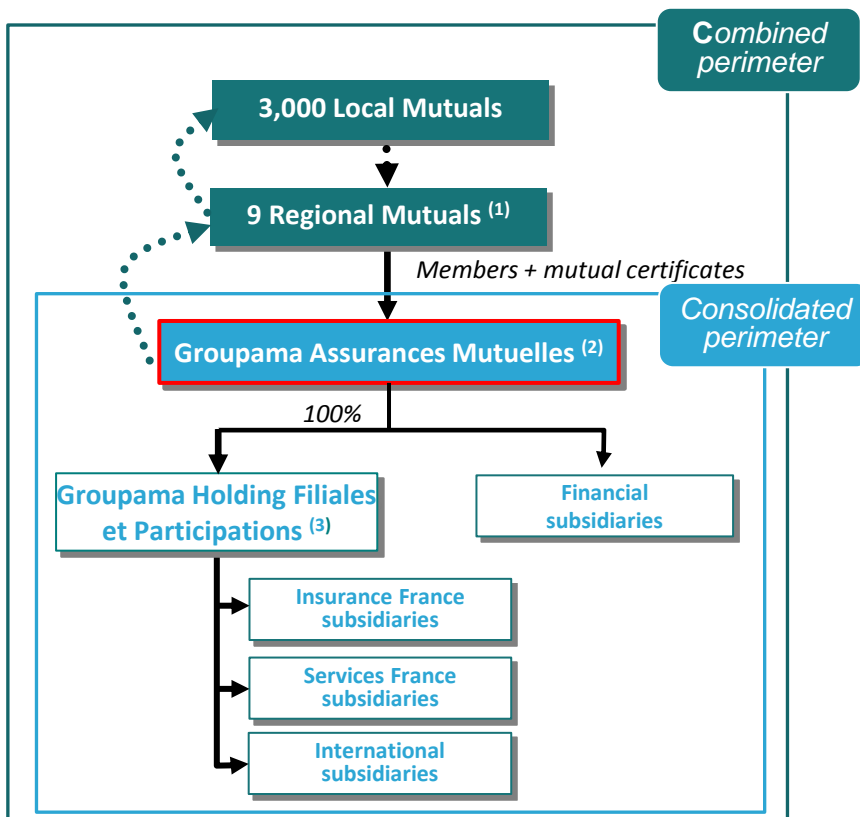 Combined
perimeter
3,000 Local Mutuals
9 Regional Mutuals (1)
Members + mutual certificates
Consolidated
perimeter
Groupama Assurances Mutuelles (2)
100%
Groupama Holding Filiales
et Participations (3)
Financial
subsidiaries
Insurance France
subsidiaries
Services France
subsidiaries
International
subsidiaries